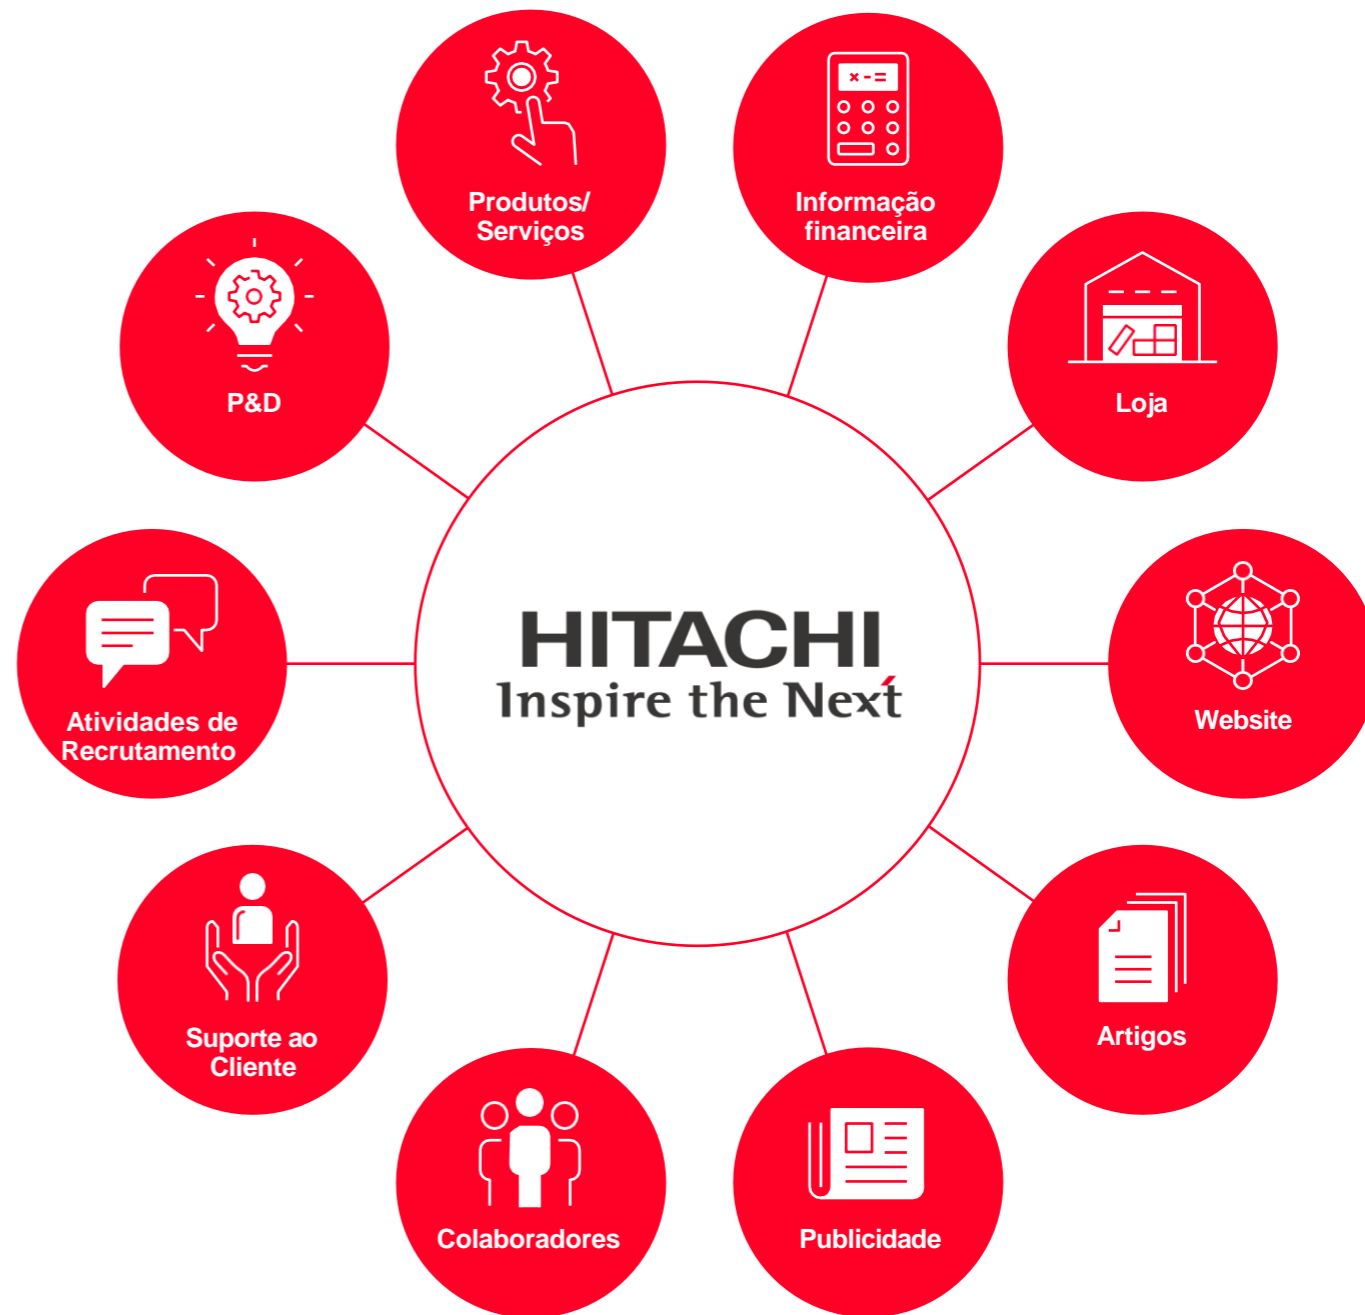 Produtos/
Serviços
Informação
financeira
P&D
Loja
HITACHI
Inspire the Next
Atividades de
Recrutamento
Website
Suporte ao
Cliente
Artigos
Colaboradores
Publicidade